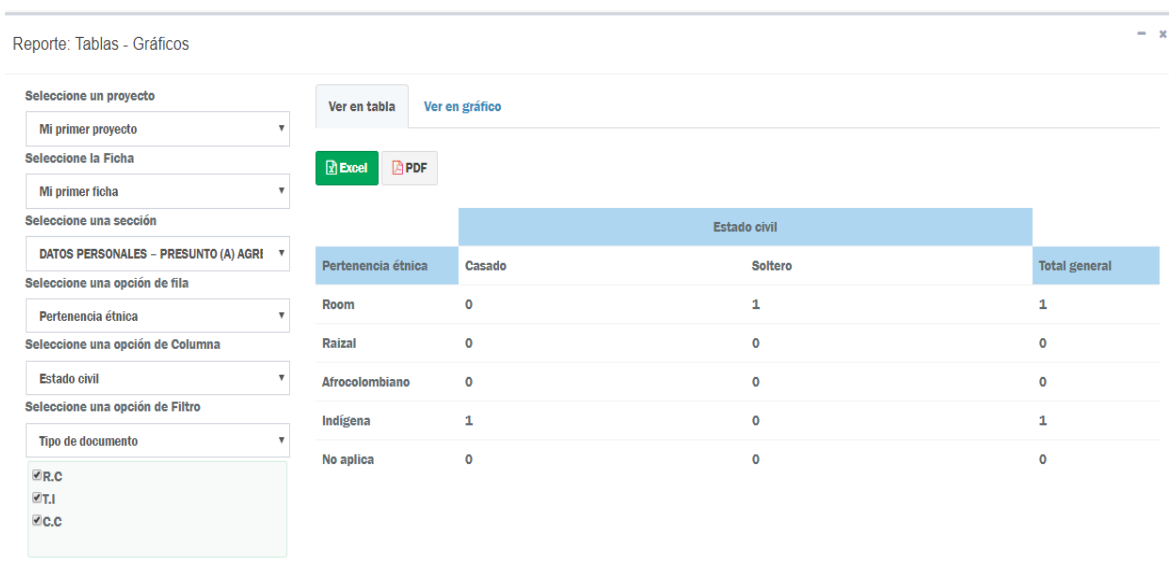 Reporte: Tablas - Gráficos
Seleccione un proyecto
Mi primer proyecto
Seleccione la Ficha
Mi primer ficha
Seleccione una sección
DATOS PERSONALES – PRESUNTO (A) AGRE
Seleccione una opción de fila
Pertenencia étnica
Seleccione una opción de Columna
Estado civil
Seleccione una opción de Filtro
Tipo de documento
R.C
T.I
C.C
Ver en tabla Ver en gráfico
Excel PDF
Estado civil
Pertenencia étnica Casado Soltero Total general
Room 0 1 1
Raizal 0 0 0
Afrocolombiano 0 0 0
Indígena 1 0 1
No aplica 0 0 0